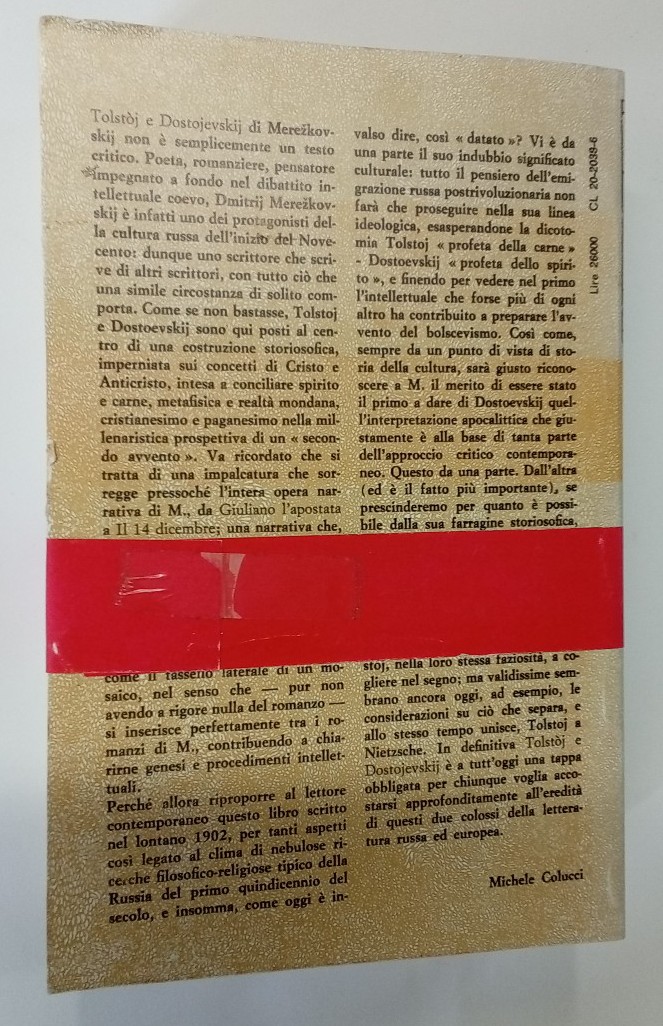 Tolstòj e Dostojevskij di Merežkov-
skij non è semplicemente un testo
critico. Poeta, romanziere, pensatore
impegnato a fondo nel dibattito in-
tellettuale coevo, Dmitrij Merežkov-
skij è infatti uno dei protagonisti del-
la cultura russa dell'inizio del Nove-
cento: dunque uno scrittore che scri-
ve di altri scrittori, con tutto ciò che
una simile circostanza di solito com-
porta. Come se non bastasse, Tolstoj
e Dostoevskij sono qui posti al cen-
tro di una costruzione storiosofica,
imperniata sui concetti di Cristo e
Anticristo, intesa a conciliare spirito
e carne, metafisica e realtà mondana,
cristianesimo e paganesimo nella mil-
lenaristica prospettiva di un « secon-
do avvento ». Va ricordato che si
tratta di una impalcatura che sor-
regge pressoché l'intera opera nar-
rativa di M., da Giuliano l'apostata
a Il 14 dicembre; una narrativa che,
come il tassello laterale di un mo-
saico, nel senso che — pur non
avendo a rigore nulla del romanzo —
si inserisce perfettamente tra i ro-
manzi di M., contribuendo a chia-
rirne genesi e procedimenti intellet-
tuali.
Perché allora riproporre al lettore
contemporaneo questo libro scritto
nel lontano 1902, per tanti aspetti
così legato al clima di nebulose ri-
cerche filosofico-religiose tipico della
Russia del primo quindicennio del
secolo, e insomma, come oggi è in-
valso dire, così « datato »? Vi è da
una parte il suo indubbio significato
culturale: tutto il pensiero dell'emi-
grazione russa postrivoluzionaria non
farà che proseguire nella sua linea
ideologica, esasperandone la dicoto-
mia Tolstoj « profeta della carne »
- Dostoevskij « profeta dello spiri-
to », e finendo per vedere nel primo
l'intellettuale che forse più di ogni
altro ha contribuito a preparare l'av-
vento del bolscevismo. Così come,
sempre da un punto di vista di sto-
ria della cultura, sarà giusto ricono-
scere a M. il merito di essere stato
il primo a dare di Dostoevskij quel-
l'interpretazione apocalittica che giu-
stamente è alla base di tanta parte
dell'approccio critico contempora-
neo. Questo da una parte. Dall'altra
(ed è il fatto più importante), se
prescinderemo per quanto è possi-
bile dalla sua farragine storiosofica,
stoj, nella loro stessa faziosità, a co-
gliere nel segno; ma validissime sem-
brano ancora oggi, ad esempio, le
considerazioni su ciò che separa, e
allo stesso tempo unisce, Tolstoj a
Nietzsche. In definitiva Tolstòj e
Dostojevskij è a tutt'oggi una tappa
obbligata per chiunque voglia acco-
starsi approfonditamente all'eredità
di questi due colossi della lettera-
tura russa ed europea.
Michele Colucci
Lire 26000 CL 20-2039-6